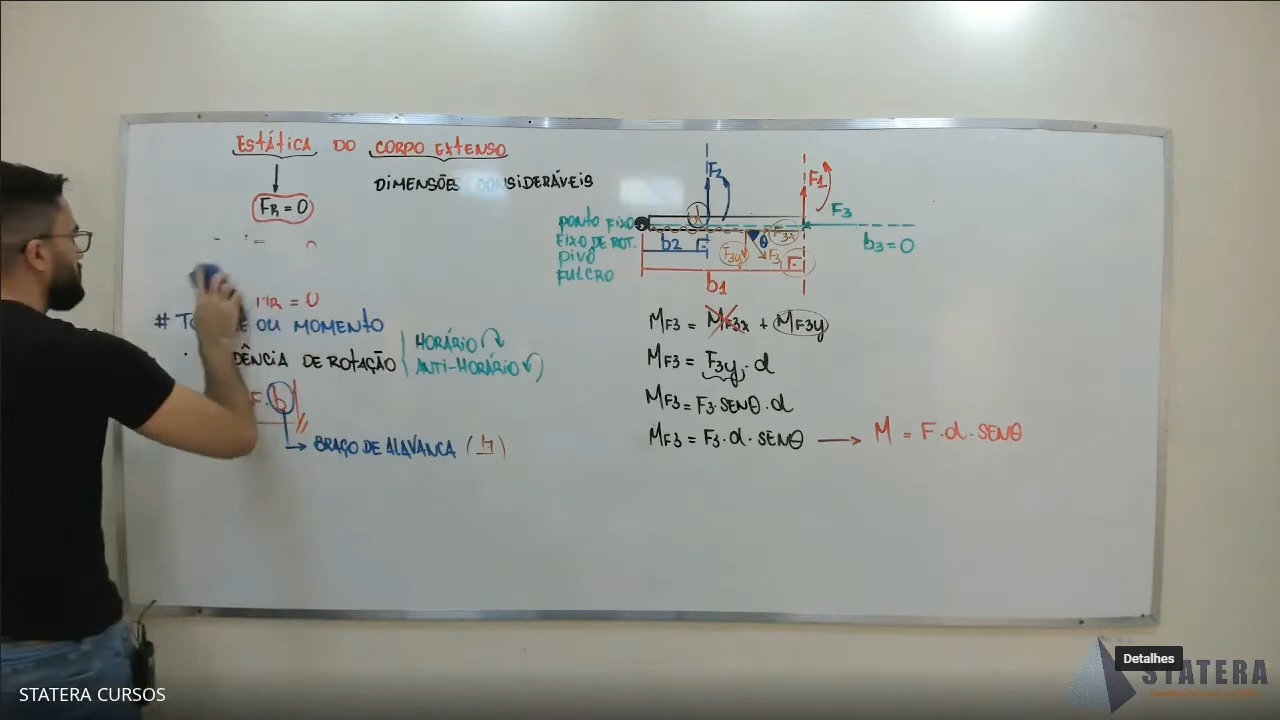 ESTÁTICA DO CORPO EXTENSO
DIMENSÕES CONSIDERÁVEIS
FR = 0
MR = 0
OU MOMENTO
DÊNCIA DE ROTAÇÃO
HORÁRIO
ANTI-HORÁRIO
F. b
BRAÇO DE ALAVANCA
F2
F1
d
F3
PONTO FIXO
EIXO DE ROT.
PIVÔ
FULCRO
b2
θ
F3x
F3y
F3
b3 = 0
b1
MF3 = MF3x + MF3y
MF3 = F3y · d
MF3 = F3 · SENθ · d
MF3 = F3 · d · SENθ → M = F · d · SENθ
Detalhes
STATERA
STATERA CURSOS